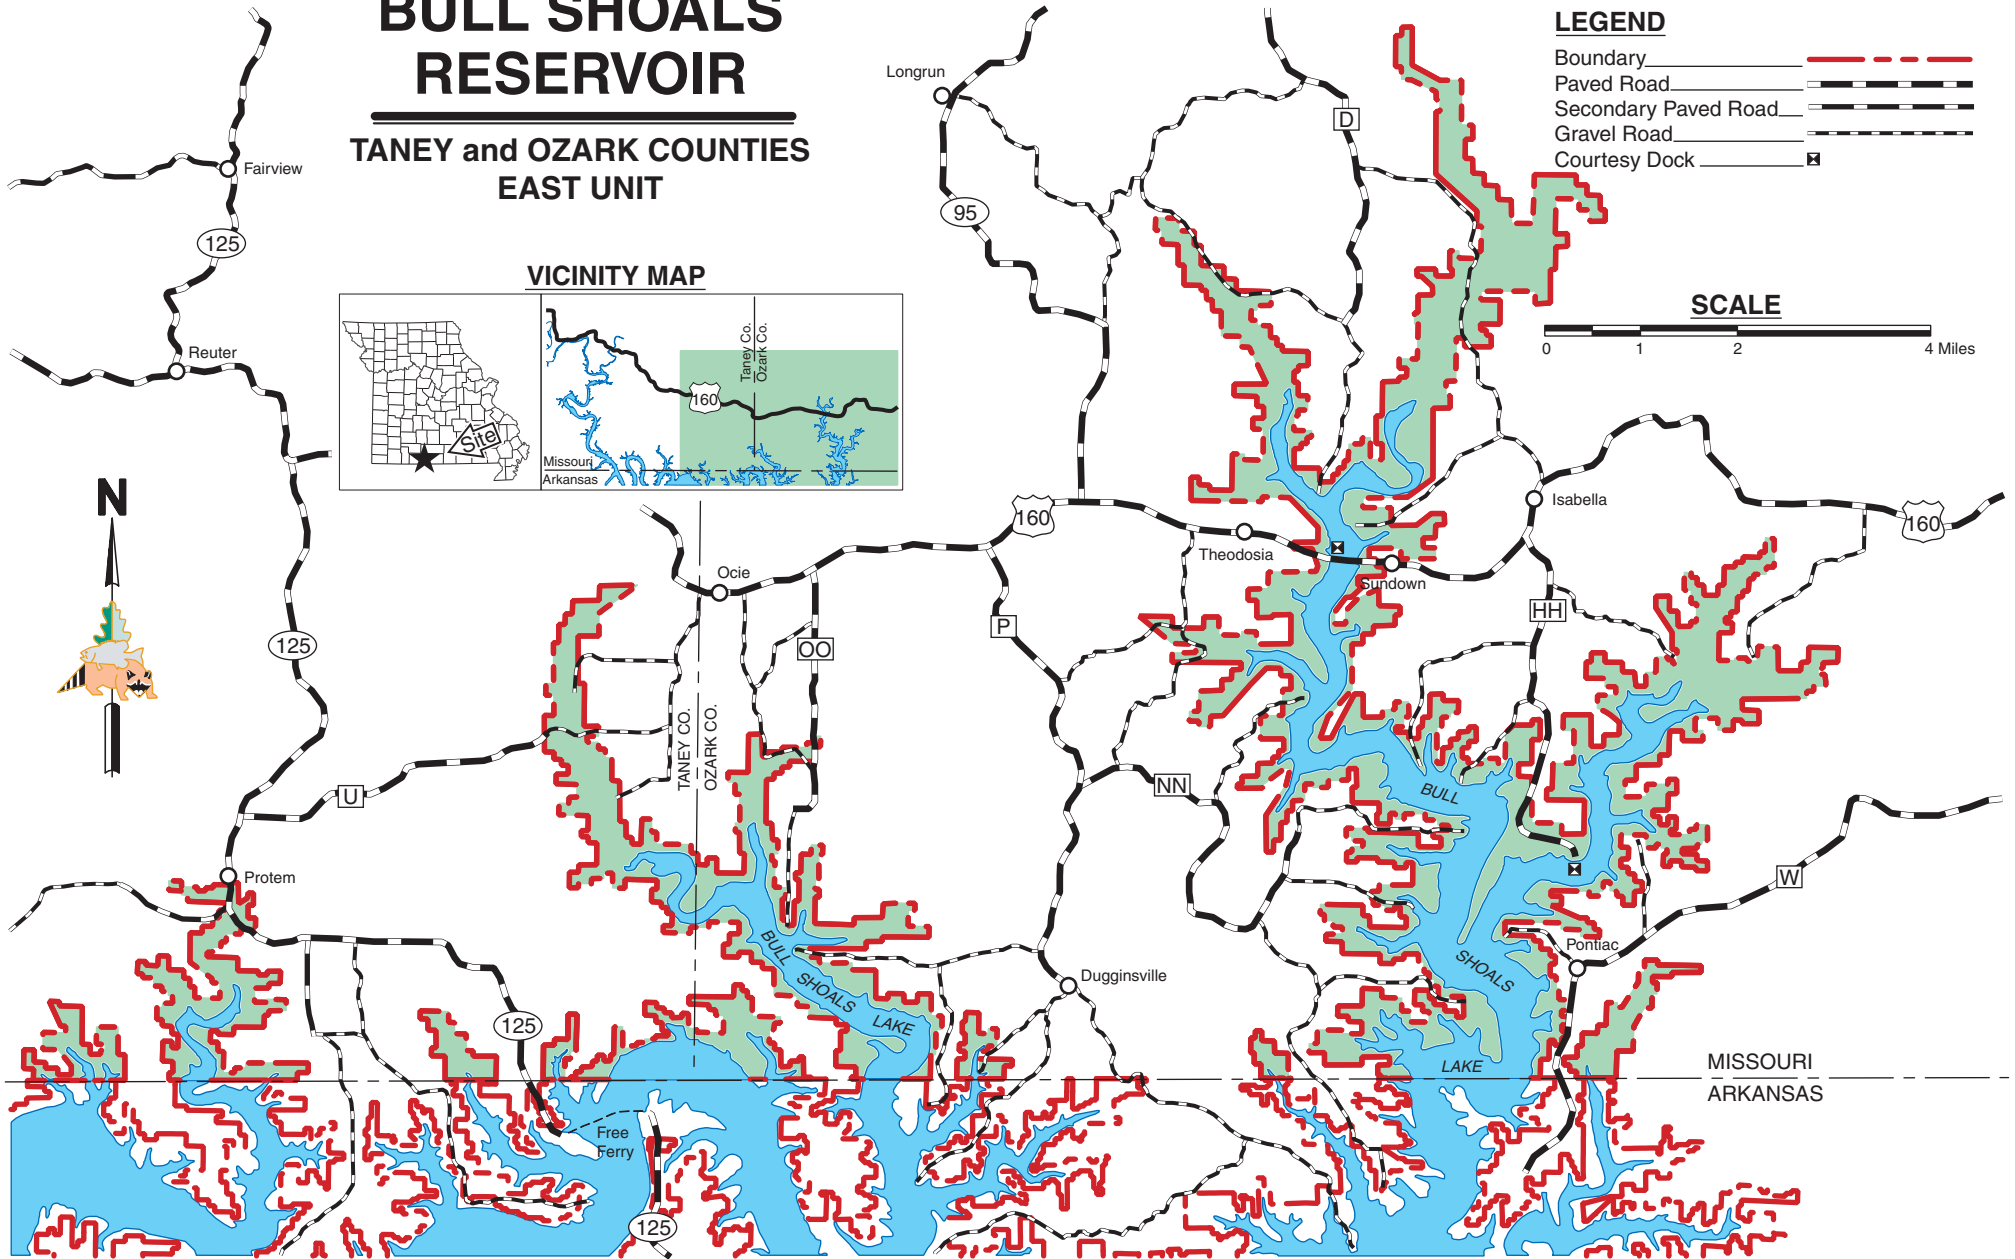 BULL SHOALS
RESERVOIR
TANEY and OZARK COUNTIES
EAST UNIT
LEGEND
Boundary
Paved Road
Secondary Paved Road
Gravel Road
Courtesy Dock
SCALE
0 1 2 4 Miles
VICINITY MAP
Site
Taney Co.
Ozark Co.
160
Missouri
Arkansas
Longrun
95
D
Fairview
125
Reuter
N
125
Ocie
160
Theodosia
Sundown
Isabella
160
HH
P
OO
TANEY CO.
OZARK CO.
U
NN
BULL
W
Protem
Pontiac
BULL
SHOALS
LAKE
Dugginsville
SHOALS
LAKE
125
MISSOURI
ARKANSAS
Free
Ferry
125